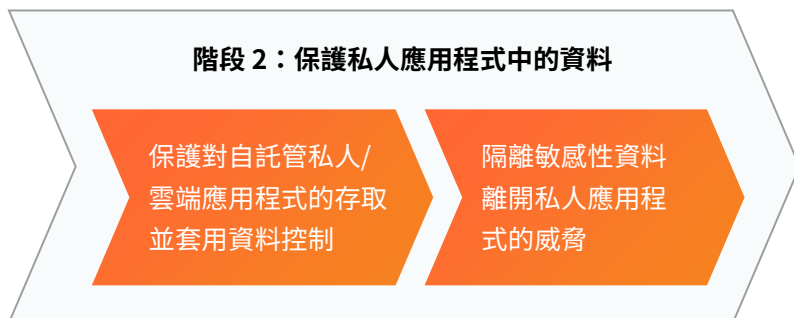 階段 2：保護私人應用程式中的資料
保護對自託管私人/
雲端應用程式的存取
並套用資料控制
隔離敏感性資料
離開私人應用程
式的威脅